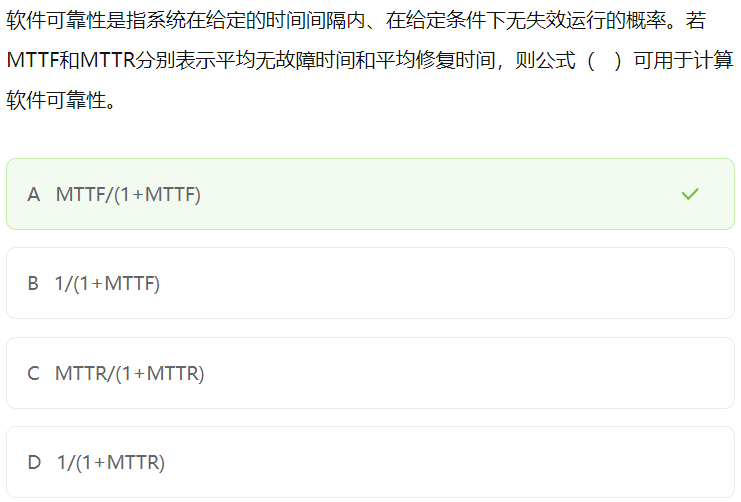 软件可靠性是指系统在给定的时间间隔内、在给定条件下无失效运行的概率。若
MTTF和MTTR分别表示平均无故障时间和平均修复时间，则公式（　）可用于计算
软件可靠性。
A MTTF/(1+MTTF)
B 1/(1+MTTF)
C MTTR/(1+MTTR)
D 1/(1+MTTR)